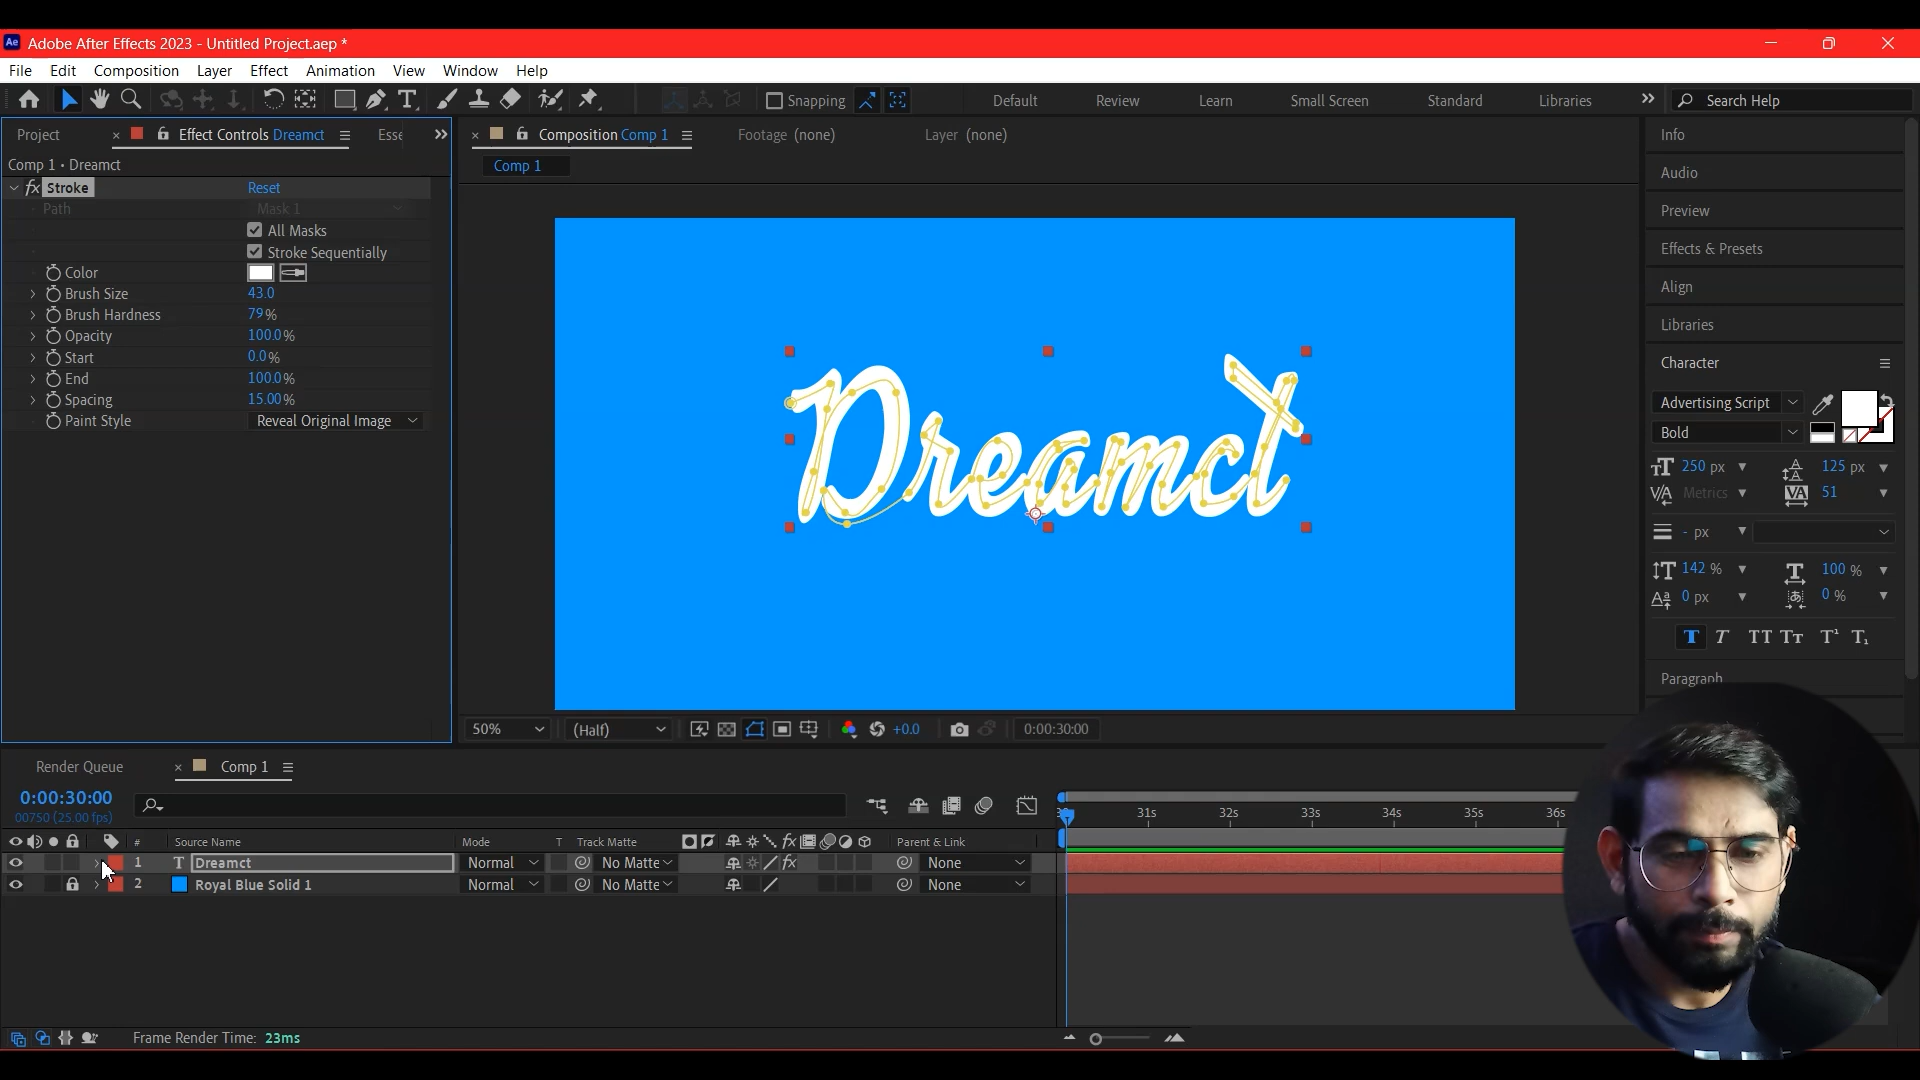 Ae Adobe After Effects 2023 - Untitled Project.aep *
File Edit Composition Layer Effect Animation View Window Help
Snapping Default Review Learn Small Screen Standard Libraries Search Help
Project Effect Controls Dreamct Esse
Composition Comp 1 Footage (none) Layer (none)
Comp 1 • Dreamct
Comp 1
fx Stroke Reset
Path Mask 1
All Masks
Stroke Sequentially
Color
Brush Size 43.0
Brush Hardness 79%
Opacity 100.0%
Start 0.0%
End 100.0%
Spacing 15.00%
Paint Style Reveal Original Image
Dreamct
50% (Half) +0.0 0:00:30:00
Info
Audio
Preview
Effects & Presets
Align
Libraries
Character
Advertising Script
Bold
250 px 125 px
Metrics 51
- px
142 % 100 %
0 px 0 %
T T TT Tt T¹ T₁
Paragraph
Render Queue Comp 1
0:00:30:00
00750 (25.00 fps)
31s 32s 33s 34s 35s 36s
# Source Name Mode T Track Matte Parent & Link
1 T Dreamct Normal No Matte None
2 Royal Blue Solid 1 Normal No Matte None
Frame Render Time: 23ms